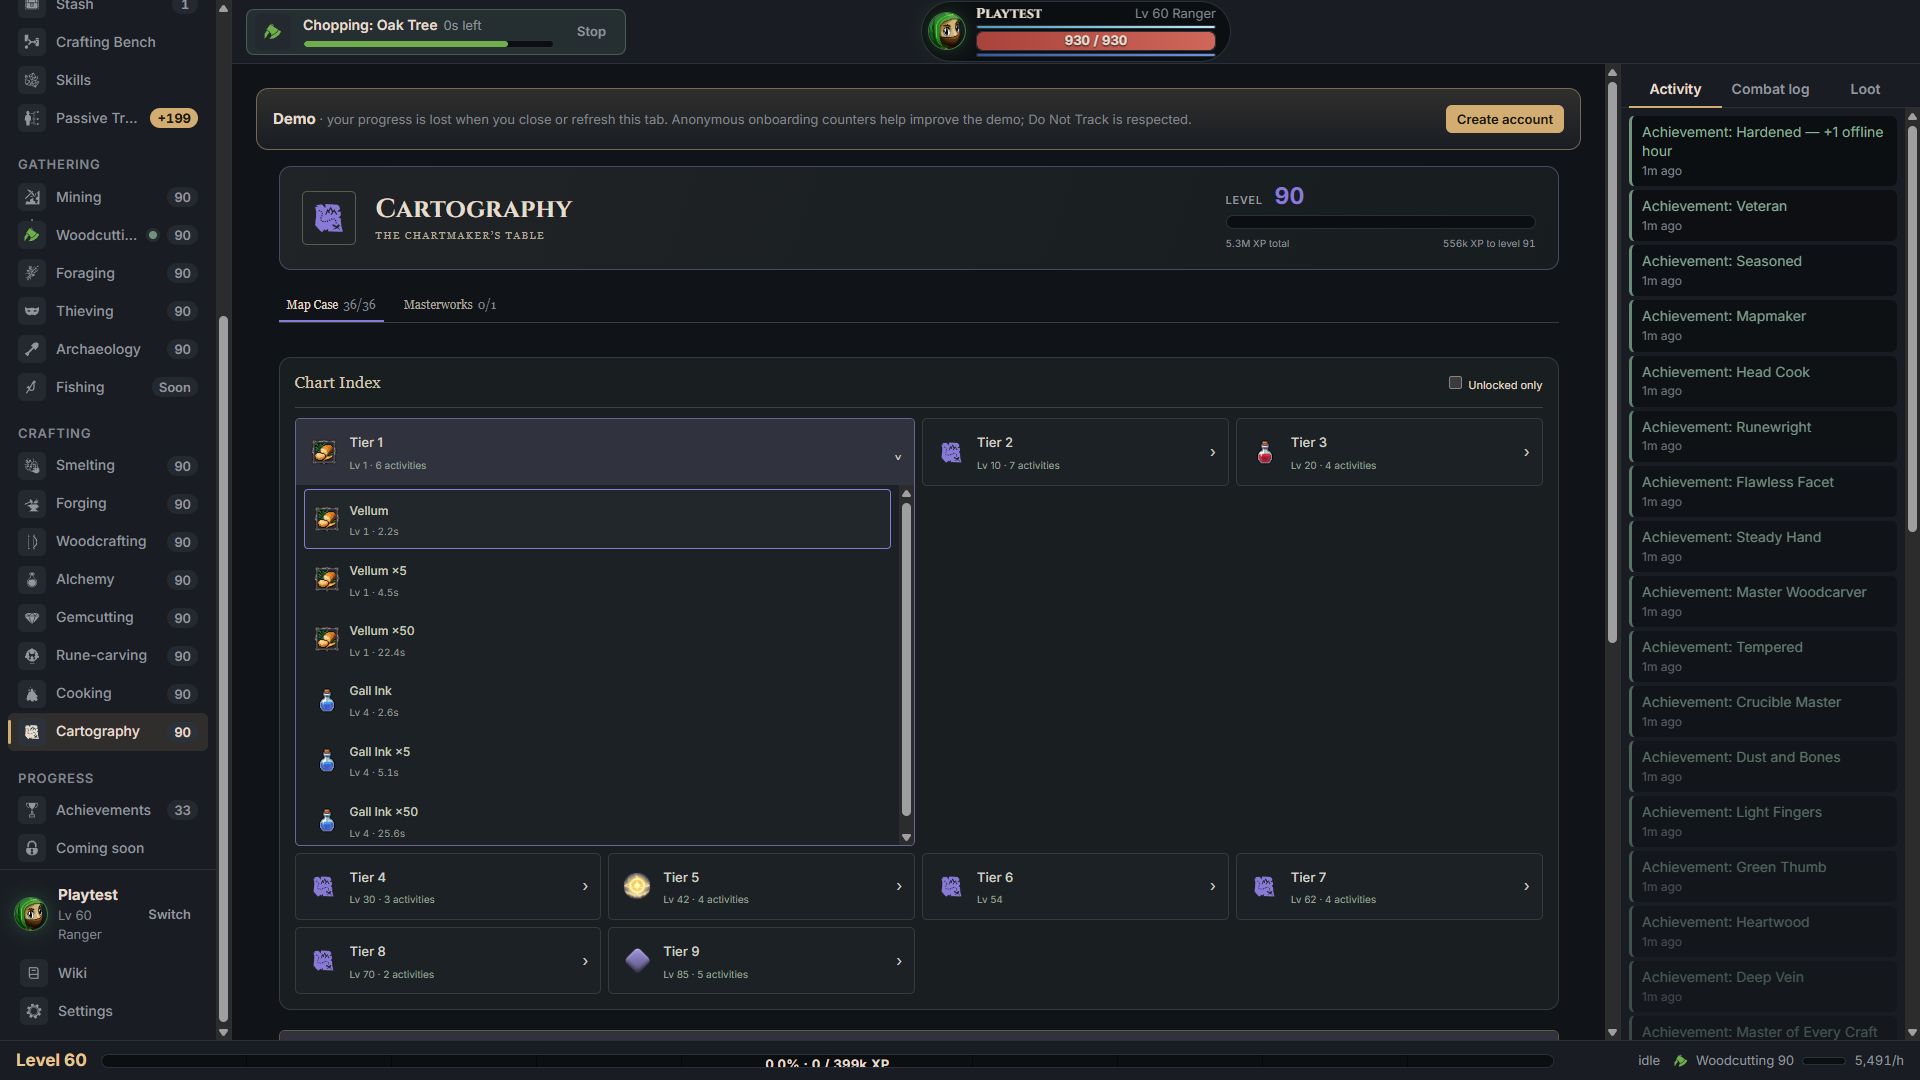 Stash 1
Crafting Bench
Skills
Passive Tr... +199
GATHERING
Mining 90
Woodcutti... 90
Foraging 90
Thieving 90
Archaeology 90
Fishing Soon
CRAFTING
Smelting 90
Forging 90
Woodcrafting 90
Alchemy 90
Gemcutting 90
Rune-carving 90
Cooking 90
Cartography 90
PROGRESS
Achievements 33
Coming soon
Playtest
Lv 60
Ranger
Switch
Wiki
Settings
Chopping: Oak Tree 0s left
Stop
PLAYTEST Lv 60 Ranger
930 / 930
Demo · your progress is lost when you close or refresh this tab. Anonymous onboarding counters help improve the demo; Do Not Track is respected.
Create account
CARTOGRAPHY
THE CHARTMAKER'S TABLE
LEVEL 90
5.3M XP total 556k XP to level 91
Map Case 36/36 Masterworks 0/1
Chart Index
Unlocked only
Tier 1
Lv 1 · 6 activities
Tier 2
Lv 10 · 7 activities
Tier 3
Lv 20 · 4 activities
Vellum
Lv 1 · 2.2s
Vellum ×5
Lv 1 · 4.5s
Vellum ×50
Lv 1 · 22.4s
Gall Ink
Lv 4 · 2.6s
Gall Ink ×5
Lv 4 · 5.1s
Gall Ink ×50
Lv 4 · 25.6s
Tier 4
Lv 30 · 3 activities
Tier 5
Lv 42 · 4 activities
Tier 6
Lv 54
Tier 7
Lv 62 · 4 activities
Tier 8
Lv 70 · 2 activities
Tier 9
Lv 85 · 5 activities
Activity Combat log Loot
Achievement: Hardened — +1 offline
hour
1m ago
Achievement: Veteran
1m ago
Achievement: Seasoned
1m ago
Achievement: Mapmaker
1m ago
Achievement: Head Cook
1m ago
Achievement: Runewright
1m ago
Achievement: Flawless Facet
1m ago
Achievement: Steady Hand
1m ago
Achievement: Master Woodcarver
1m ago
Achievement: Tempered
1m ago
Achievement: Crucible Master
1m ago
Achievement: Dust and Bones
1m ago
Achievement: Light Fingers
1m ago
Achievement: Green Thumb
1m ago
Achievement: Heartwood
1m ago
Achievement: Deep Vein
1m ago
Achievement: Master of Every Craft
Level 60
0.0% · 0 / 399k XP
idle Woodcutting 90 5,491/h